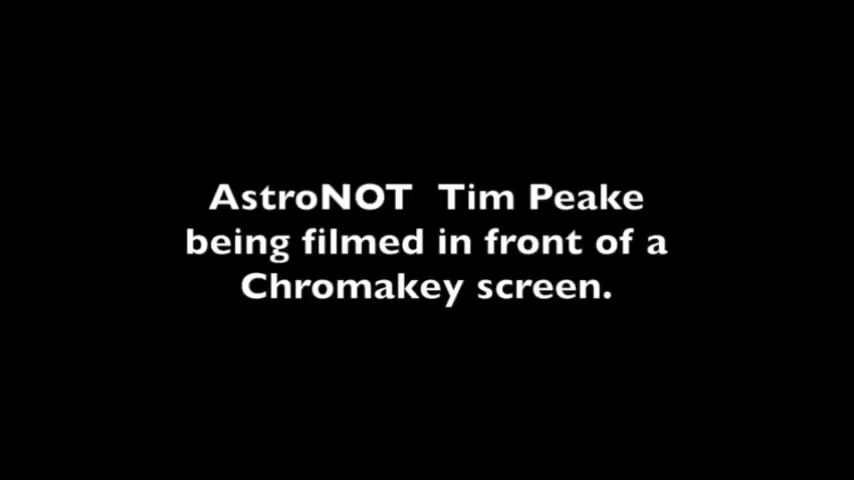 AstroNOT  Tim Peake
being filmed in front of a
Chromakey screen.